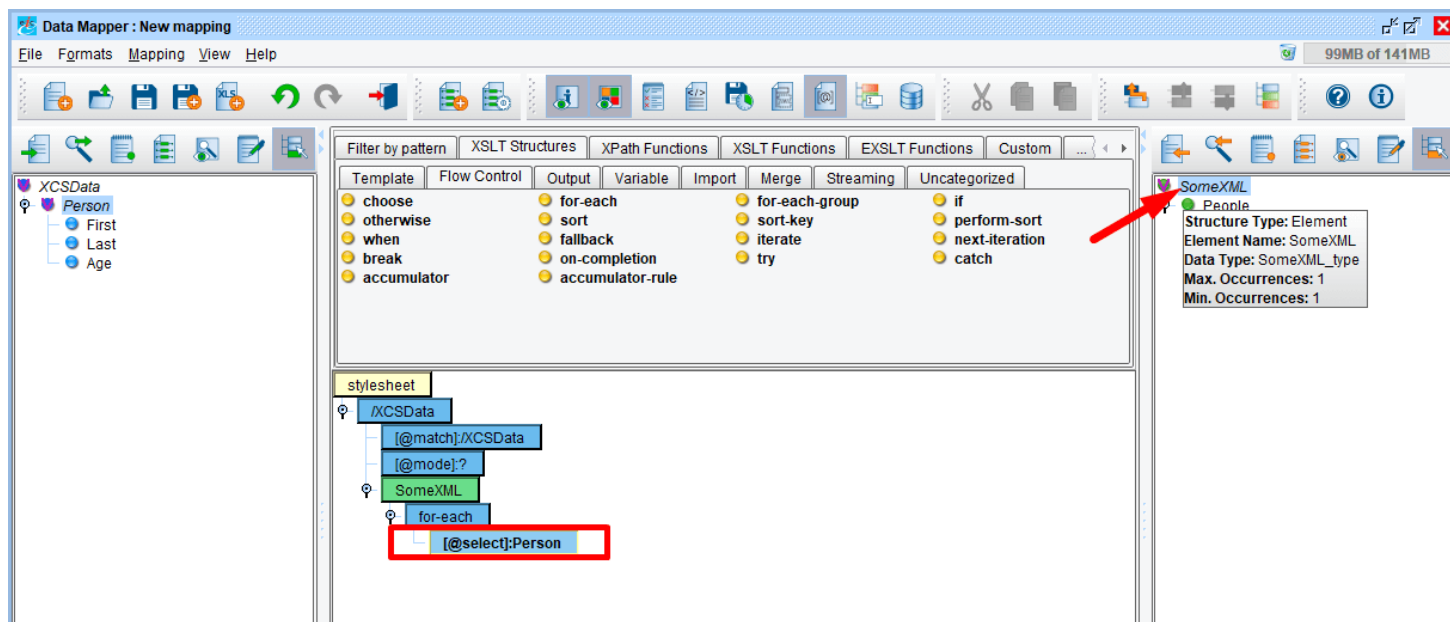 Data Mapper : New mapping
File Formats Mapping View Help
99MB of 141MB
XLS
Filter by pattern XSLT Structures XPath Functions XSLT Functions EXSLT Functions Custom ...
Template Flow Control Output Variable Import Merge Streaming Uncategorized
choose for-each for-each-group if
otherwise sort sort-key perform-sort
when fallback iterate next-iteration
break on-completion try catch
accumulator accumulator-rule
XCSData
Person
First
Last
Age
stylesheet
/XCSData
[@match]:/XCSData
[@mode]:?
SomeXML
for-each
[@select]:Person
SomeXML
People
Structure Type: Element
Element Name: SomeXML
Data Type: SomeXML_type
Max. Occurrences: 1
Min. Occurrences: 1